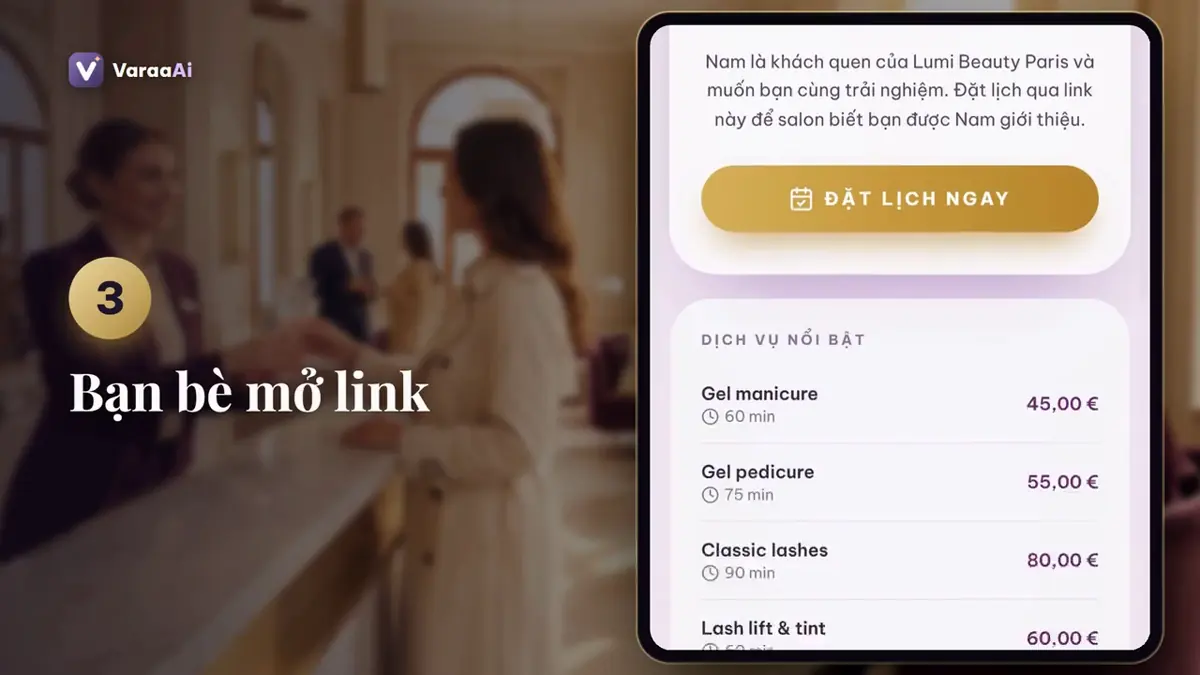 VaraaAi
3
Bạn bè mở link
Nam là khách quen của Lumi Beauty Paris và
muốn bạn cùng trải nghiệm. Đặt lịch qua link
này để salon biết bạn được Nam giới thiệu.
ĐẶT LỊCH NGAY
DỊCH VỤ NỔI BẬT
Gel manicure
60 min
45,00 €
Gel pedicure
75 min
55,00 €
Classic lashes
90 min
80,00 €
Lash lift & tint
60,00 €